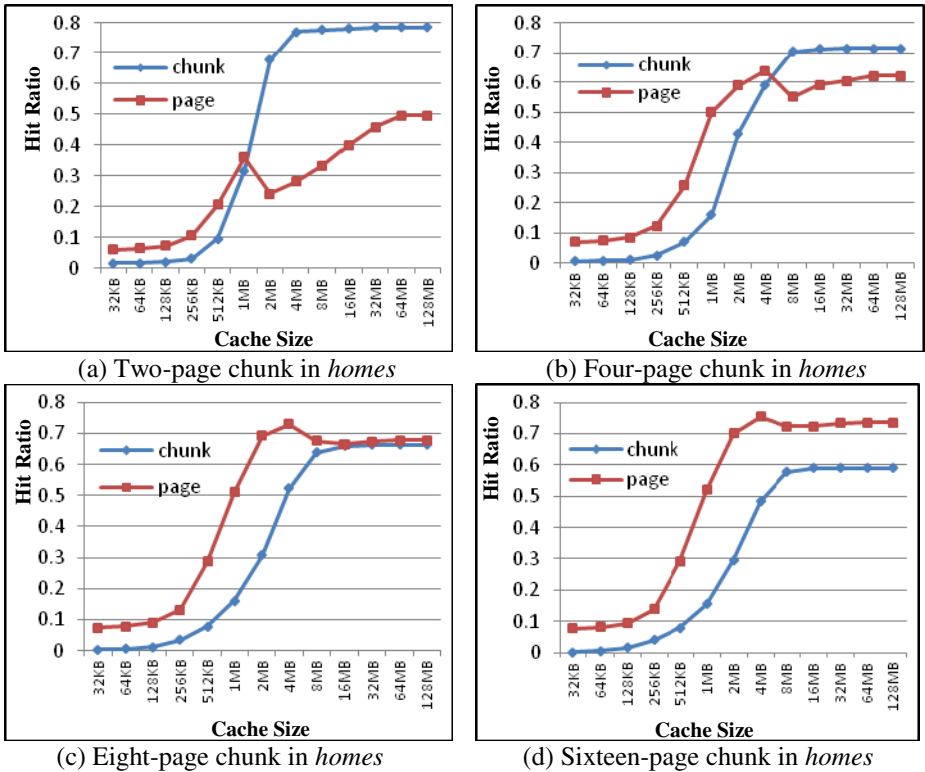 0.8
0.7
0.6
0.5
0.4
0.3
0.2
0.1
0
Hit Ratio
chunk
page
32KB
64KB
128KB
256KB
512KB
1MB
2MB
4MB
8MB
16MB
32MB
64MB
128MB
Cache Size
(a) Two-page chunk in homes
0.8
0.7
0.6
0.5
0.4
0.3
0.2
0.1
0
Hit Ratio
chunk
page
32KB
64KB
128KB
256KB
512KB
1MB
2MB
4MB
8MB
16MB
32MB
64MB
128MB
Cache Size
(b) Four-page chunk in homes
0.8
0.7
0.6
0.5
0.4
0.3
0.2
0.1
0
Hit Ratio
chunk
page
32KB
64KB
128KB
256KB
512KB
1MB
2MB
4MB
8MB
16MB
32MB
64MB
128MB
Cache Size
(c) Eight-page chunk in homes
0.8
0.7
0.6
0.5
0.4
0.3
0.2
0.1
0
Hit Ratio
chunk
page
32KB
64KB
128KB
256KB
512KB
1MB
2MB
4MB
8MB
16MB
32MB
64MB
128MB
Cache Size
(d) Sixteen-page chunk in homes